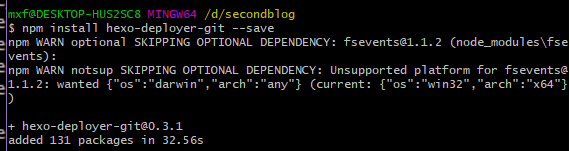 mxf@DESKTOP-HUS2SC8 MINGW64 /d/secondblog
$ npm install hexo-deployer-git --save
npm WARN optional SKIPPING OPTIONAL DEPENDENCY: fsevents@1.1.2 (node_modules\fse
vents):
npm WARN notsup SKIPPING OPTIONAL DEPENDENCY: Unsupported platform for fsevents@
1.1.2: wanted {"os":"darwin","arch":"any"} (current: {"os":"win32","arch":"x64"}
)
+ hexo-deployer-git@0.3.1
added 131 packages in 32.56s